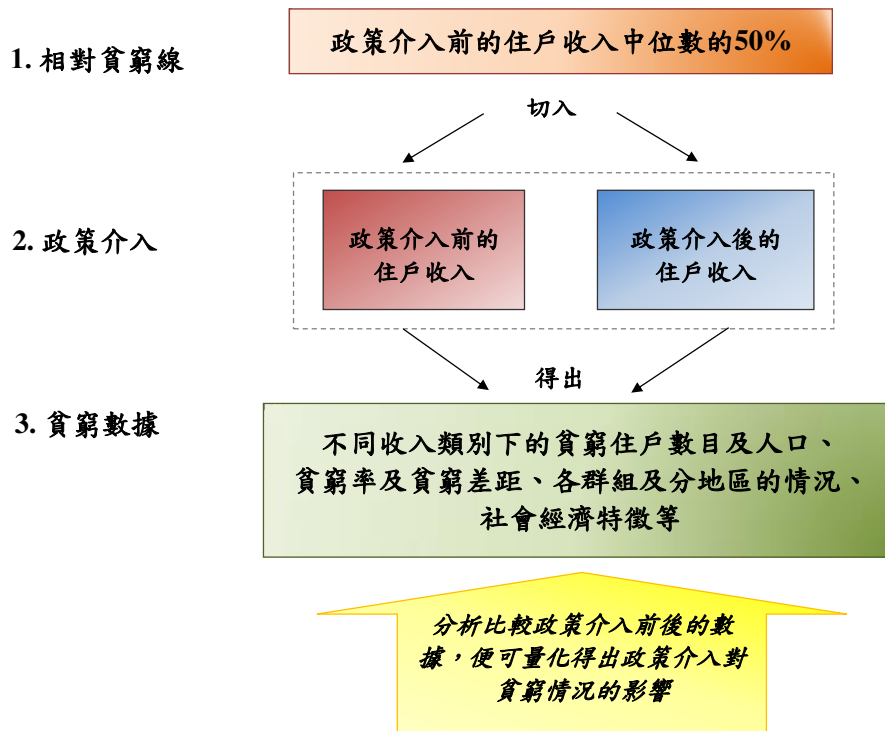 政策介入前的住戶收入中位數的50%
1. 相對貧窮線
切入
2. 政策介入
政策介入前的
住戶收入
政策介入後的
住戶收入
得出
3. 貧窮數據
不同收入類別下的貧窮住戶數目及人口、
貧窮率及貧窮差距、各群組及分地區的情況、
社會經濟特徵等
分析比較政策介入前後的數
據，便可量化得出政策介入對
貧窮情況的影響